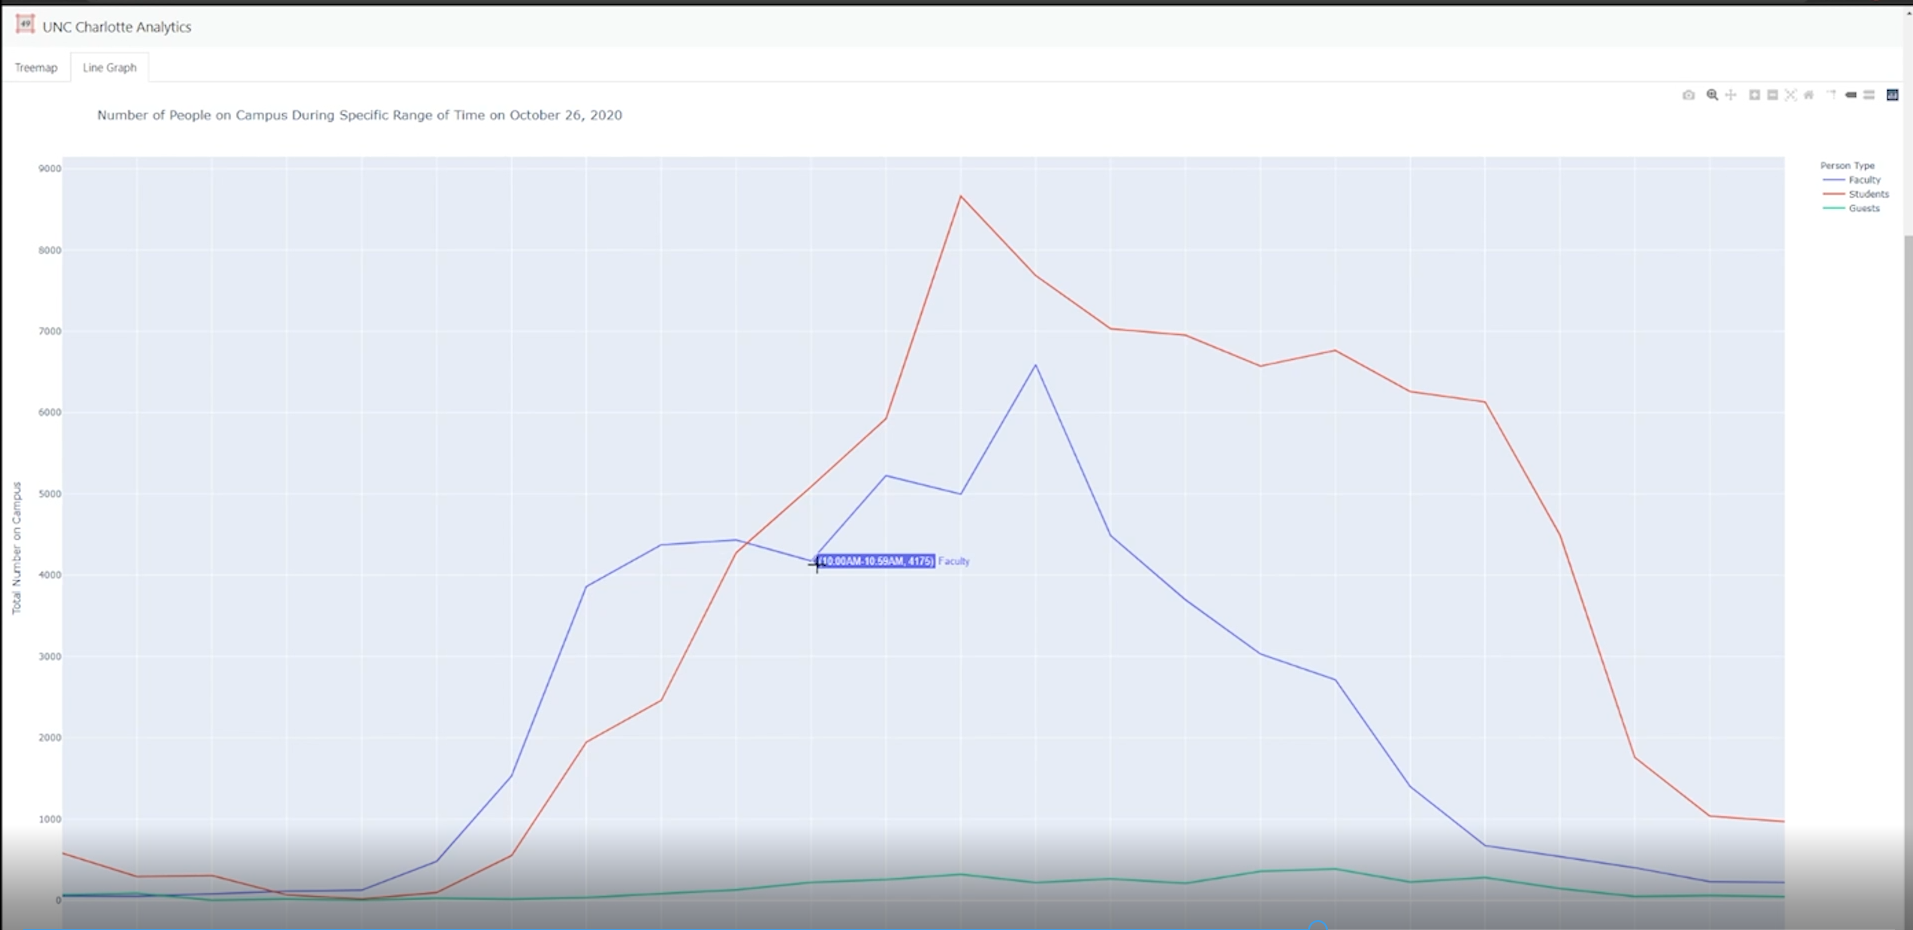 UNC Charlotte Analytics
Treemap
Line Graph
Number of People on Campus During Specific Range of Time on October 26, 2020
Person Type
Faculty
Students
Guests
9000
8000
7000
6000
5000
4000
3000
2000
1000
0
Total Number on Campus
(10.00AM-10.59AM, 4175) Faculty